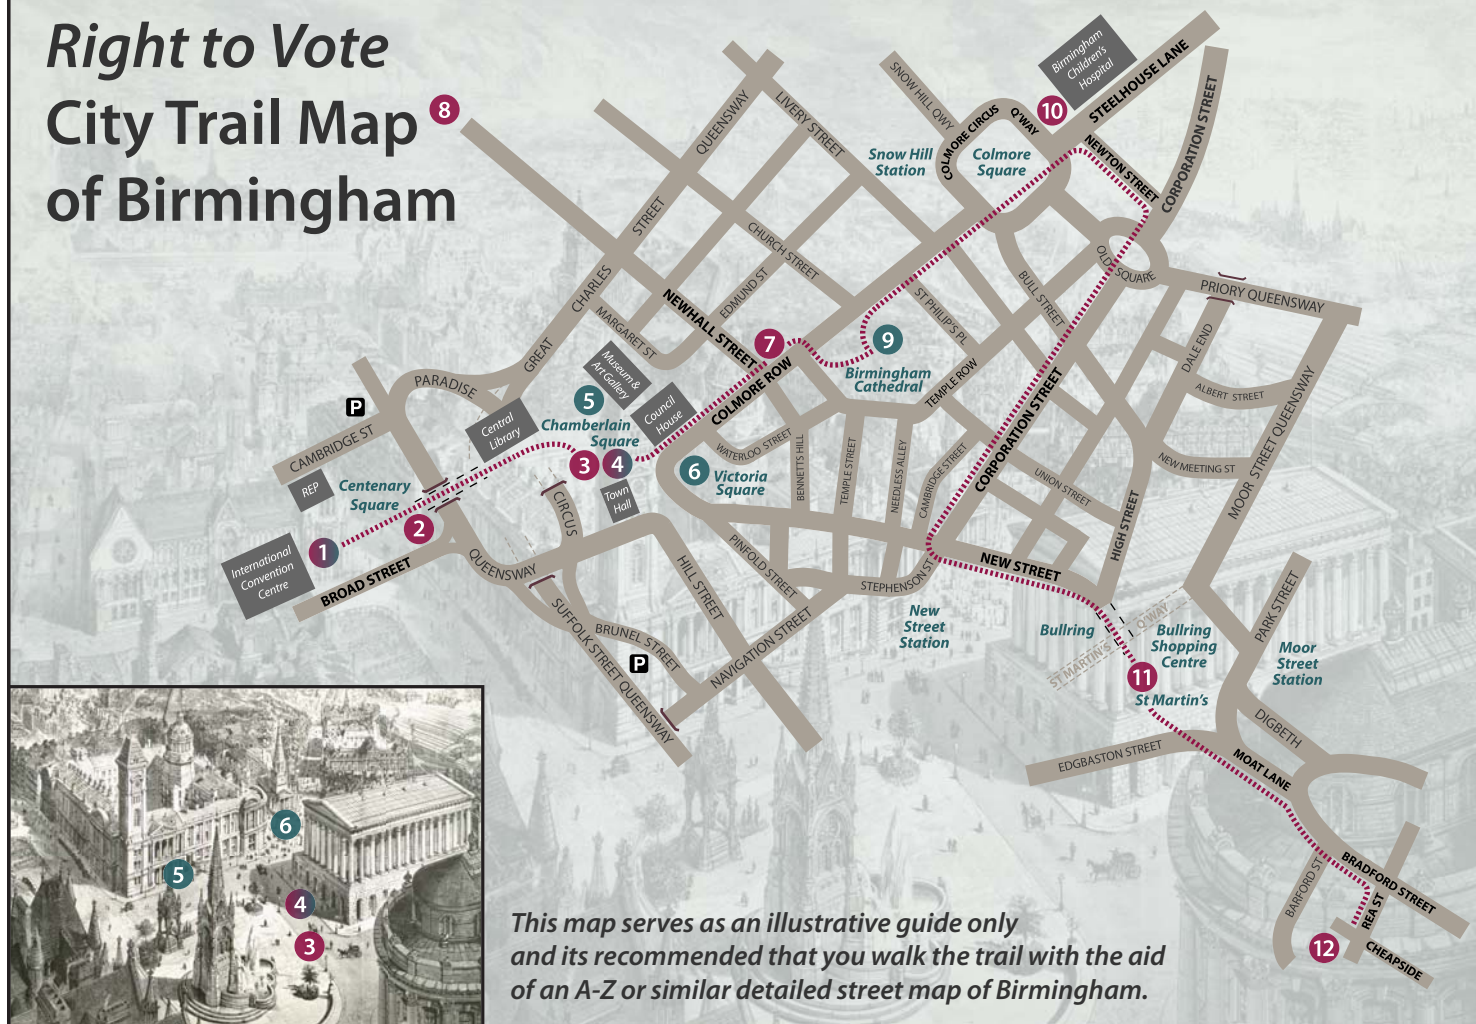 Right to Vote
City Trail Map
of Birmingham
8
Birmingham
Children's
Hospital
10
STEELHOUSE LANE
CORPORATION STREET
NEWTON STREET
SNOW HILL QWY
COLMORE CIRCUS
Q'WAY
Snow Hill
Station
Colmore
Square
LIVERY STREET
QUEENSWAY
STREET
CHARLES
GREAT
CHURCH STREET
EDMUND ST
NEWHALL STREET
MARGARET ST
BULL STREET
OLD SQUARE
PRIORY QUEENSWAY
ST PHILIP'S PL
7
9
Birmingham
Cathedral
TEMPLE ROW
COLMORE ROW
DALE END
ALBERT STREET
MOOR STREET QUEENSWAY
NEW MEETING ST
PARADISE
P
CAMBRIDGE ST
REP
Centenary
Square
Central
Library
Museum &
Art Gallery
5
Chamberlain
Square
Council
House
3
4
Town
Hall
6
Victoria
Square
WATERLOO STREET
BENNETTS HILL
TEMPLE STREET
NEEDLESS ALLEY
CAMBRIDGE STREET
CORPORATION STREET
UNION STREET
HIGH STREET
1
2
International
Convention
Centre
BROAD STREET
CIRCUS
QUEENSWAY
PINFOLD STREET
HILL STREET
STEPHENSON ST
NEW STREET
SUFFOLK STREET QUEENSWAY
BRUNEL STREET
P
NAVIGATION STREET
New
Street
Station
Bullring
ST MARTIN'S
Q'WAY
Bullring
Shopping
Centre
11
St Martin's
PARK STREET
Moor
Street
Station
DIGBETH
EDGBASTON STREET
MOAT LANE
BRADFORD STREET
BARFORD ST
REA ST
12
CHEAPSIDE
6
5
4
3
This map serves as an illustrative guide only
and its recommended that you walk the trail with the aid
of an A-Z or similar detailed street map of Birmingham.